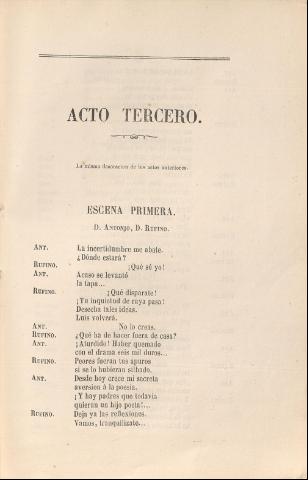 ACTO TERCERO.
La misma decoracion de los actos anteriores.
ESCENA PRIMERA.
D. Antonio, D. Rufino.
Ant. La incertidumbre me abate.
¿Dónde estará?
Rufino. ¡Qué sé yo!
Ant. Acaso se levantó
la tapa...
Rufino. ¡Qué disparate!
¡Tu inquietud de raya pasa!
Desecha tales ideas.
Luis volverá.
Ant. No lo creas.
Rufino. ¿Qué ha de hacer fuera de casa?
Ant. ¡Aturdido! Haber quemado
con el drama seis mil duros...
Rufino. Peores fueran tus apuros
si se lo hubieran silbado.
Ant. Desde hoy crece mi secreta
aversion á la poesía.
¡Y hay padres que todavía
quieran un hijo poeta!...
Rufino. Deja ya las reflexiones.
Vamos, tranquilízate...